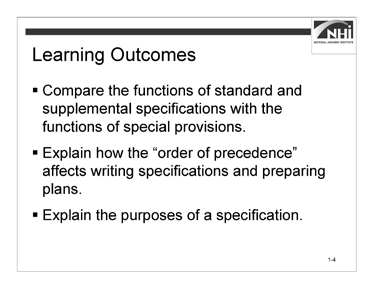 NHI
NATIONAL HIGHWAY INSTITUTE
Learning Outcomes
▪ Compare the functions of standard and
supplemental specifications with the
functions of special provisions.
▪ Explain how the “order of precedence”
affects writing specifications and preparing
plans.
▪ Explain the purposes of a specification.
1-4